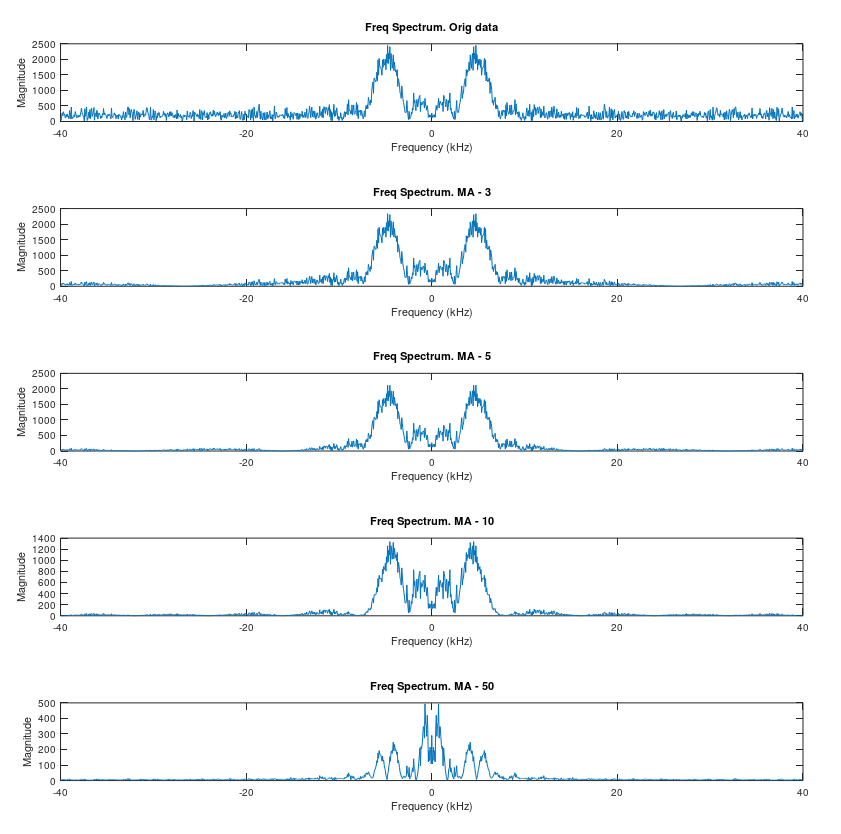 Freq Spectrum. Orig data
2500
2000
1500
1000
500
0
Magnitude
-40 -20 0 20 40
Frequency (kHz)
Freq Spectrum. MA - 3
2500
2000
1500
1000
500
0
Magnitude
-40 -20 0 20 40
Frequency (kHz)
Freq Spectrum. MA - 5
2500
2000
1500
1000
500
0
Magnitude
-40 -20 0 20 40
Frequency (kHz)
Freq Spectrum. MA - 10
1400
1200
1000
800
600
400
200
0
Magnitude
-40 -20 0 20 40
Frequency (kHz)
Freq Spectrum. MA - 50
500
400
300
200
100
0
Magnitude
-40 -20 0 20 40
Frequency (kHz)